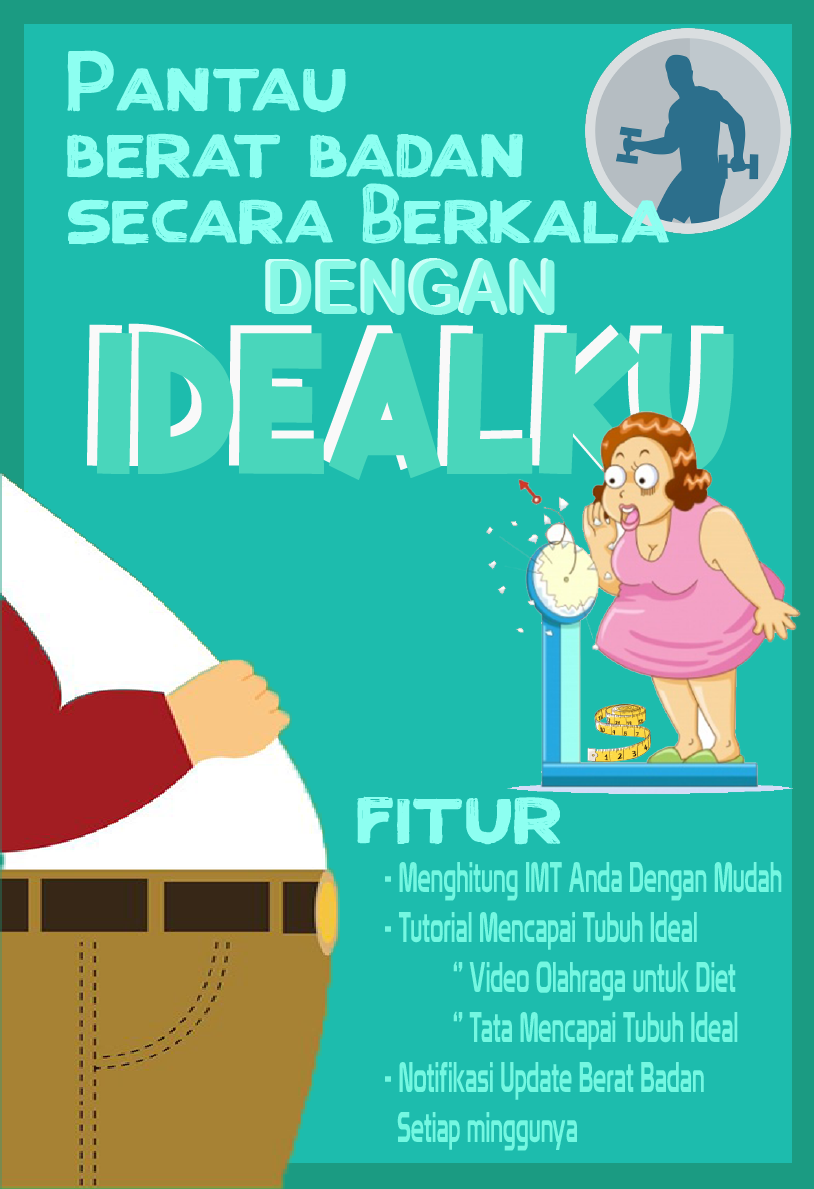 Pantau
berat badan
secara Berkala
DENGAN
IDEALKU
FITUR
- Menghitung IMT Anda Dengan Mudah
- Tutorial Mencapai Tubuh Ideal
" Video Olahraga untuk Diet
" Tata Mencapai Tubuh Ideal
- Notifikasi Update Berat Badan
Setiap minggunya